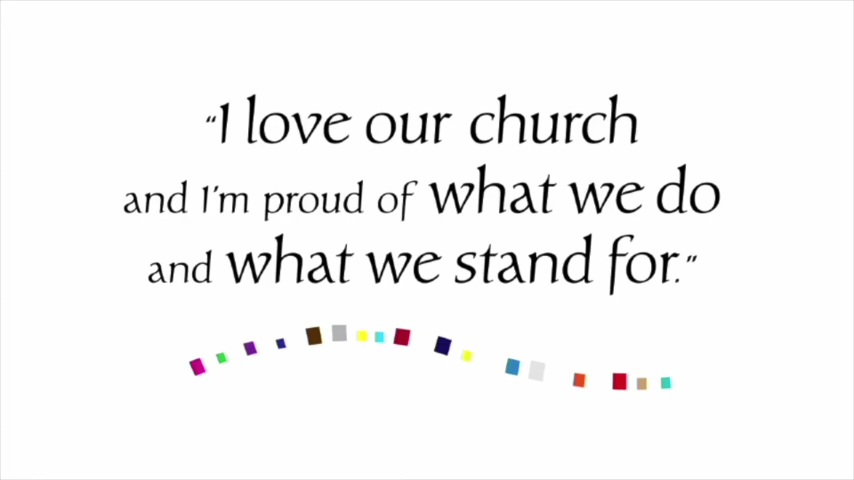 “I love our church
and I’m proud of what we do
and what we stand for.”